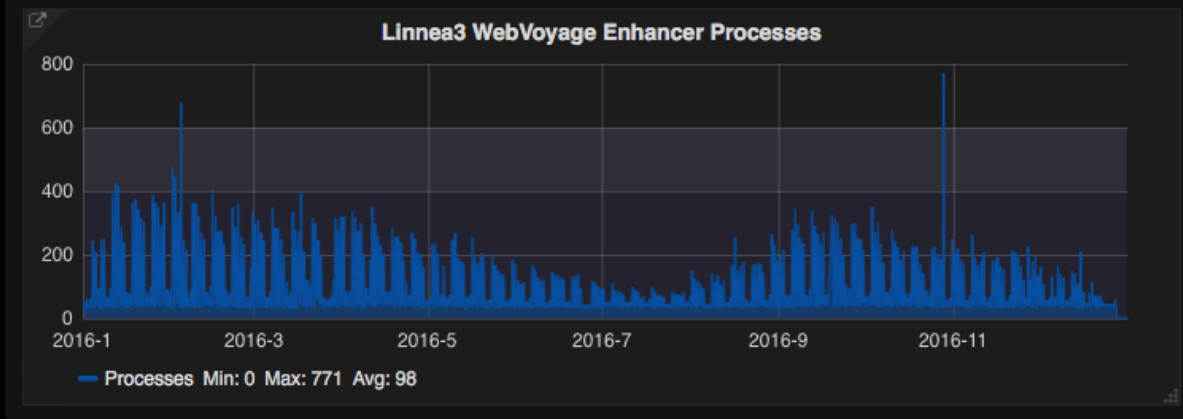 Linnea3 WebVoyage Enhancer Processes
800
600
400
200
0
2016-1 2016-3 2016-5 2016-7 2016-9 2016-11
Processes Min: 0 Max: 771 Avg: 98